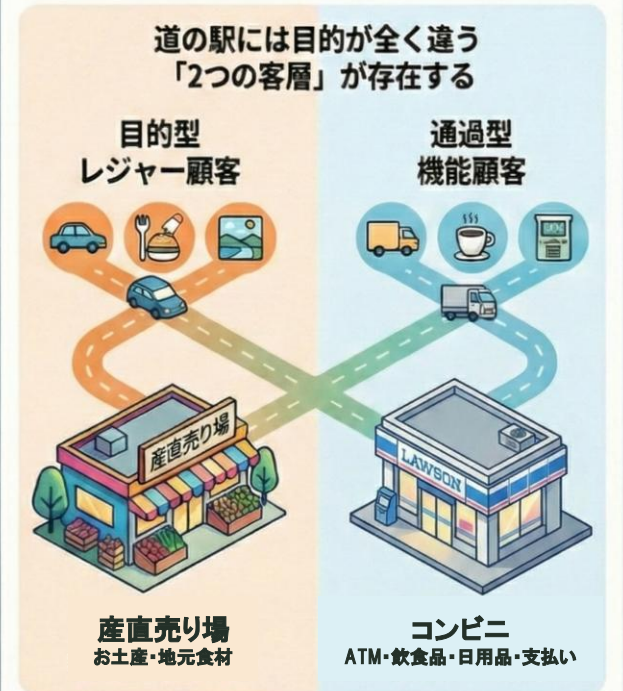 道の駅には目的が全く違う
「2つの客層」が存在する
目的型
レジャー顧客
通過型
機能顧客
産直売り場
LAWSON
産直売り場
お土産・地元食材
コンビニ
ATM・飲食品・日用品・支払い